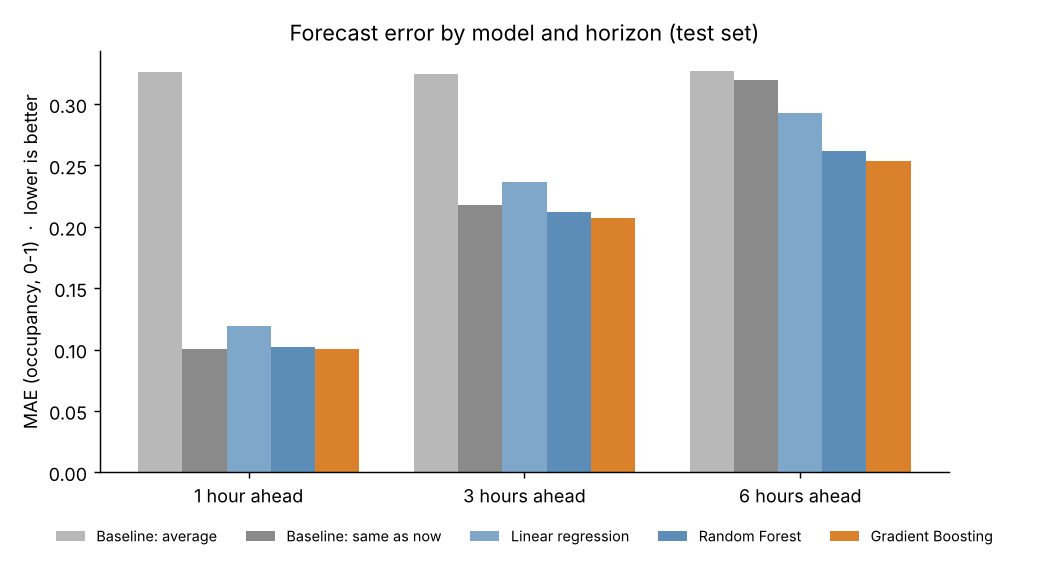 Forecast error by model and horizon (test set)
MAE (occupancy, 0-1) · lower is better
0.30
0.25
0.20
0.15
0.10
0.05
0.00
1 hour ahead
3 hours ahead
6 hours ahead
Baseline: average
Baseline: same as now
Linear regression
Random Forest
Gradient Boosting